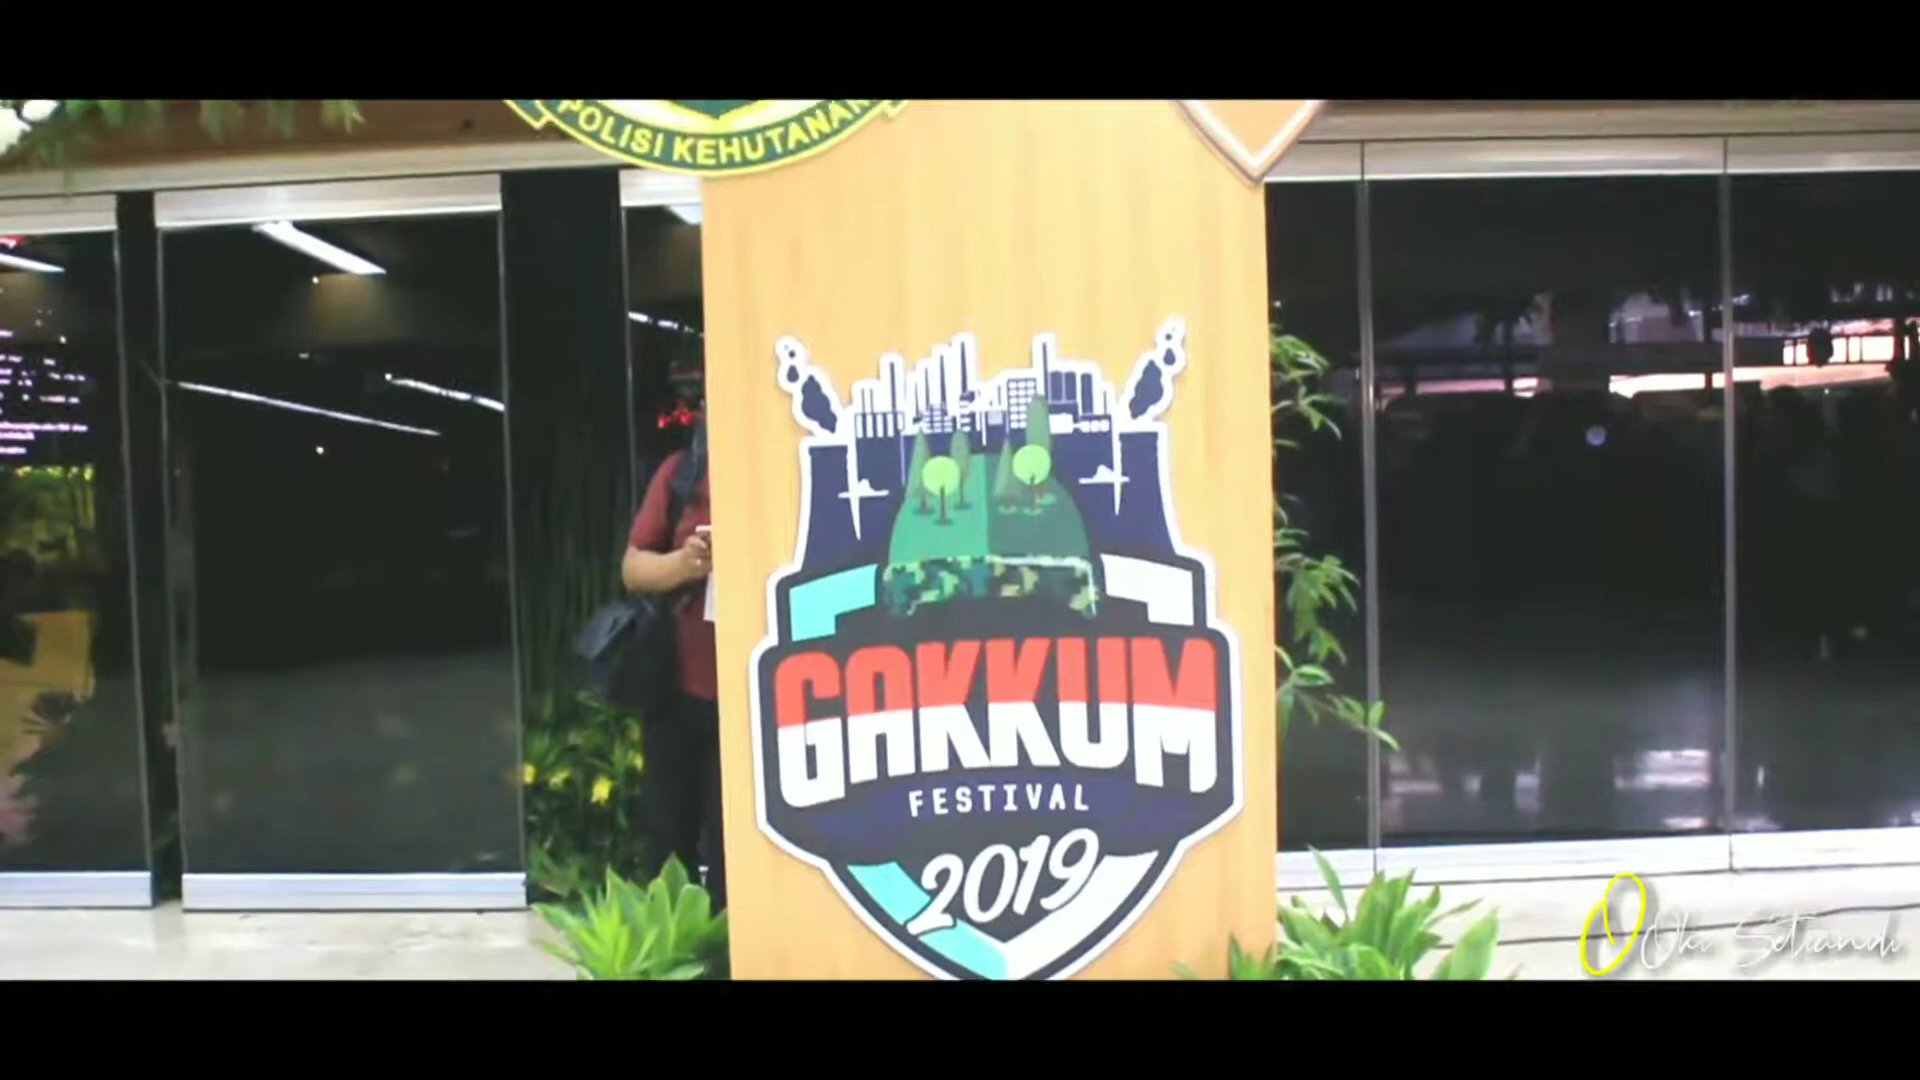 POLISI KEHUTANAN
GAKKUM
FESTIVAL
2019
Oki Setiandi